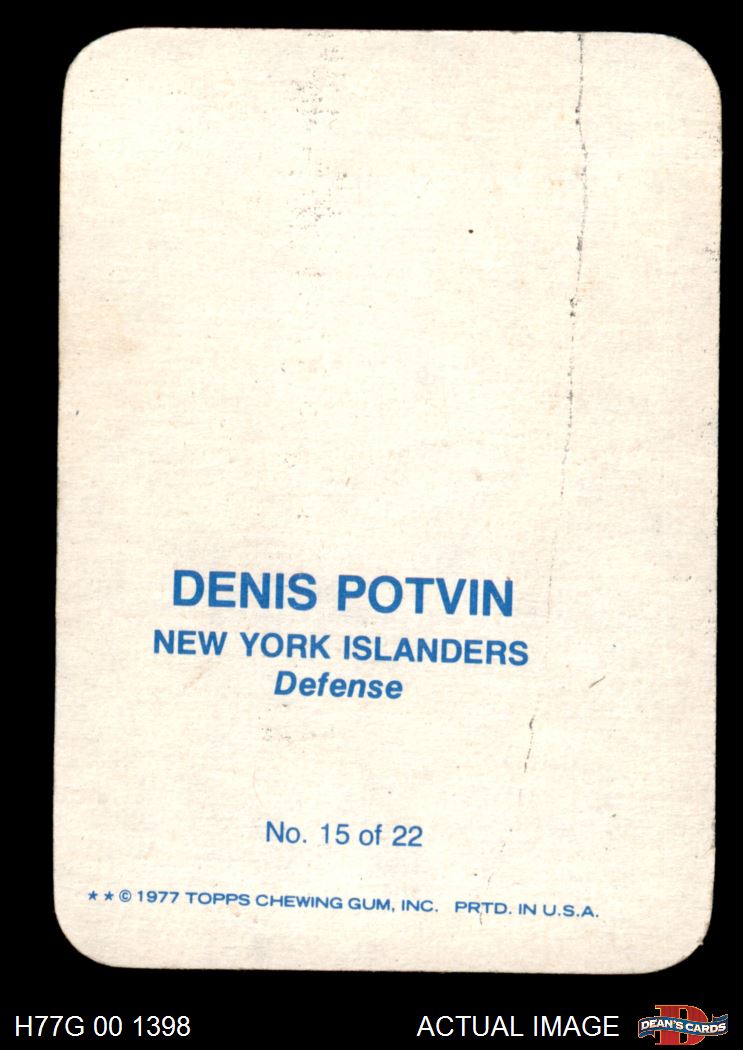 DENIS POTVIN
NEW YORK ISLANDERS
Defense
No. 15 of 22
★ ★ © 1977 TOPPS CHEWING GUM, INC. PRTD. IN U.S.A.
H77G 00 1398
ACTUAL IMAGE
D
DEAN'S CARDS